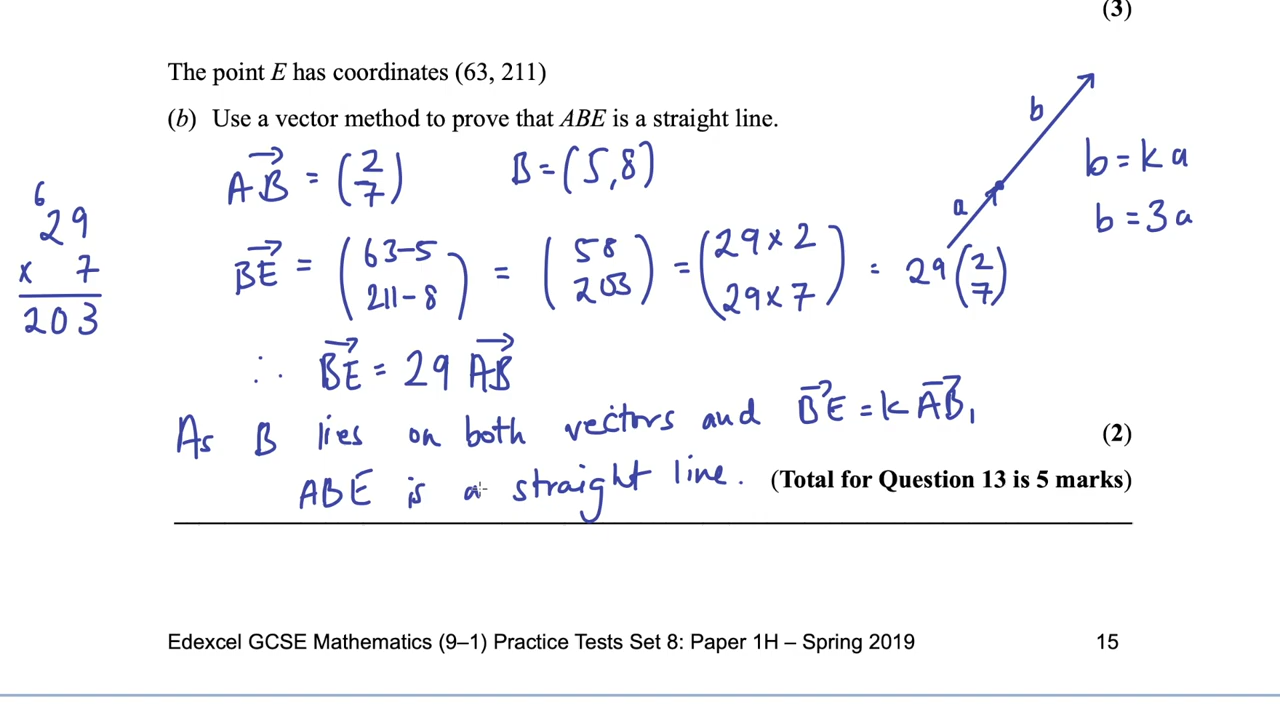 (3)
The point E has coordinates (63, 211)
(b) Use a vector method to prove that ABE is a straight line.
b
AB→ = (2 7) B=(5,8)
b = k a
6
29
x 7
203
a
b = 3 a
BE→ = (63-5 211-8) = (58 203) = (29×2 29×7) = 29(2 7)
∴ BE→ = 29 AB→
As B lies on both vectors and BE→ = k AB→,
(2)
ABE is a straight line. (Total for Question 13 is 5 marks)
Edexcel GCSE Mathematics (9–1) Practice Tests Set 8: Paper 1H – Spring 2019 15